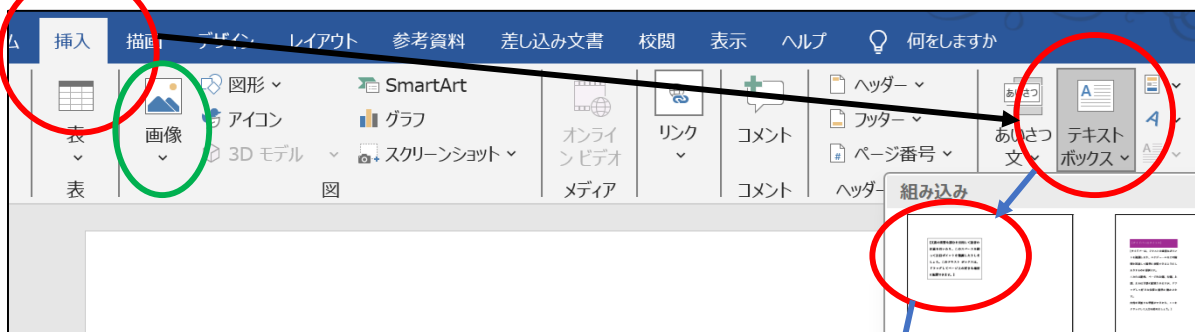 ム 挿入 描画 デザイン レイアウト 参考資料 差し込み文書 校閲 表示 ヘルプ 何をしますか
表
画像
図形
アイコン
3D モデル
SmartArt
グラフ
スクリーンショット
オンライ
ン ビデオ
リンク
コメント
ヘッダー
フッター
ページ番号
あいさつ
あいさつ
文
A
テキスト
ボックス
A
A
表 図 メディア コメント ヘッダー
組み込み